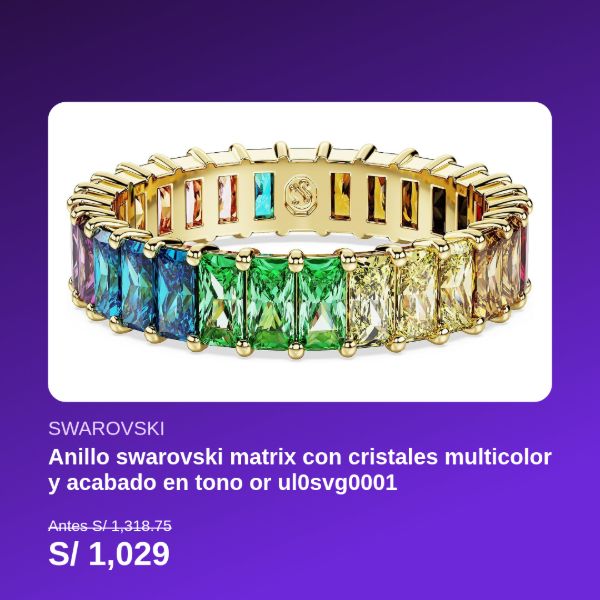 SWAROVSKI
Anillo swarovski matrix con cristales multicolor
y acabado en tono or ul0svg0001
Antes S/ 1,318.75
S/ 1,029